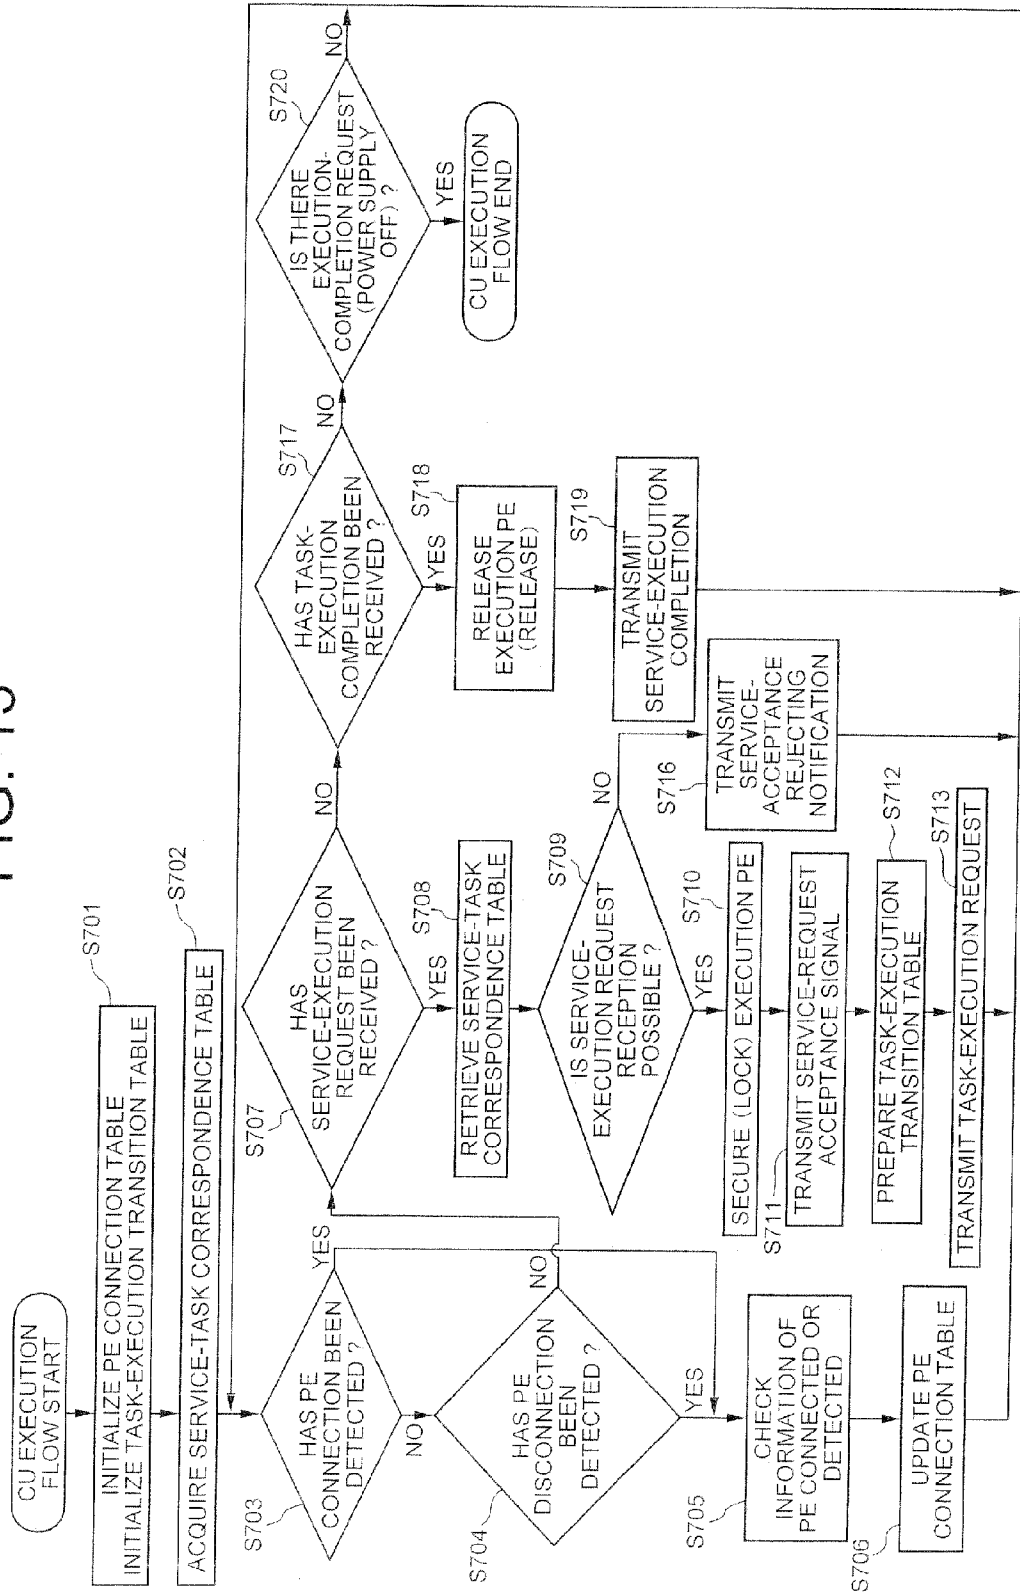 CU EXECUTION
FLOW START
S701
INITIALIZE PE CONNECTION TABLE
INITIALIZE TASK-EXECUTION TRANSITION TABLE
S702
ACQUIRE SERVICE-TASK CORRESPONDENCE TABLE
S703
HAS PE
CONNECTION BEEN
DETECTED ?
YES
NO
S704
HAS PE
DISCONNECTION
BEEN
DETECTED ?
NO
YES
S705
CHECK
INFORMATION OF
PE CONNECTED OR
DETECTED
S706
UPDATE PE
CONNECTION TABLE
S707
HAS
SERVICE-EXECUTION
REQUEST BEEN
RECEIVED ?
NO
YES
S708
RETRIEVE SERVICE-TASK
CORRESPONDENCE TABLE
S709
IS SERVICE-
EXECUTION REQUEST
RECEPTION
POSSIBLE ?
NO
YES
S710
SECURE (LOCK) EXECUTION PE
S711
TRANSMIT SERVICE-REQUEST
ACCEPTANCE SIGNAL
S712
PREPARE TASK-EXECUTION
TRANSITION TABLE
S713
TRANSMIT TASK-EXECUTION REQUEST
S716
TRANSMIT
SERVICE-
ACCEPTANCE
REJECTING
NOTIFICATION
S717
HAS TASK-
EXECUTION
COMPLETION BEEN
RECEIVED ?
NO
YES
S718
RELEASE
EXECUTION PE
(RELEASE)
S719
TRANSMIT
SERVICE-EXECUTION
COMPLETION
S720
IS THERE
EXECUTION-
COMPLETION REQUEST
(POWER SUPPLY
OFF) ?
NO
YES
CU EXECUTION
FLOW END